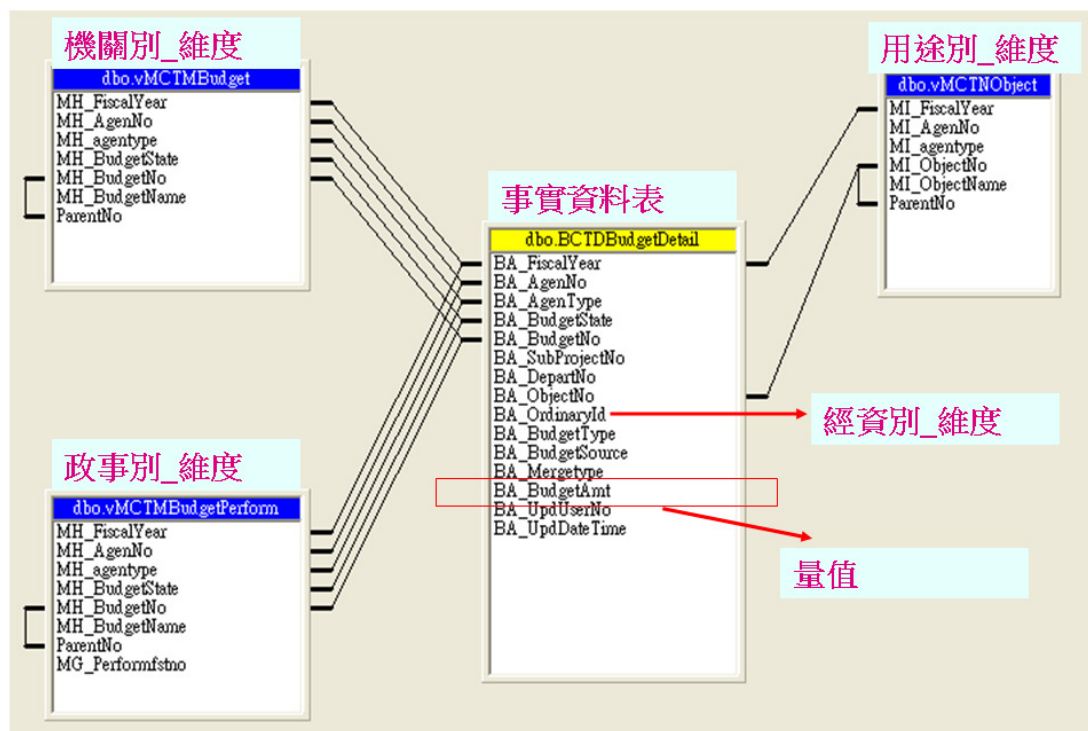 機關別_維度
dbo.vMCTMBudget
MH_FiscalYear
MH_AgenNo
MH_agentype
MH_BudgetState
MH_BudgetNo
MH_BudgetName
ParentNo
用途別_維度
dbo.vMCTNObject
MI_FiscalYear
MI_AgenNo
MI_agentype
MI_ObjectNo
MI_ObjectName
ParentNo
事實資料表
dbo.BCTDBudgetDetail
BA_FiscalYear
BA_AgenNo
BA_AgenType
BA_BudgetState
BA_BudgetNo
BA_SubProjectNo
BA_DepartNo
BA_ObjectNo
BA_OrdinaryId
BA_BudgetType
BA_BudgetSource
BA_Mergetype
BA_BudgetAmt
BA_UpdUserNo
BA_UpdDateTime
經資別_維度
量值
政事別_維度
dbo.vMCTMBudgetPerform
MH_FiscalYear
MH_AgenNo
MH_agentype
MH_BudgetState
MH_BudgetNo
MH_BudgetName
ParentNo
MG_Performfstno